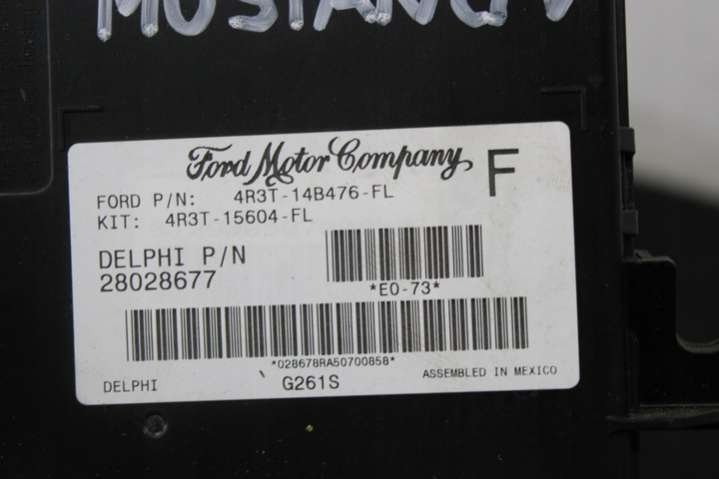 MUSTANG V
Ford Motor Company
F
FORD P/N: 4R3T-14B476-FL
KIT: 4R3T-15604-FL
DELPHI P/N
28028677
*E0-73*
*028678RA50700858*
DELPHI
G261S
ASSEMBLED IN MEXICO